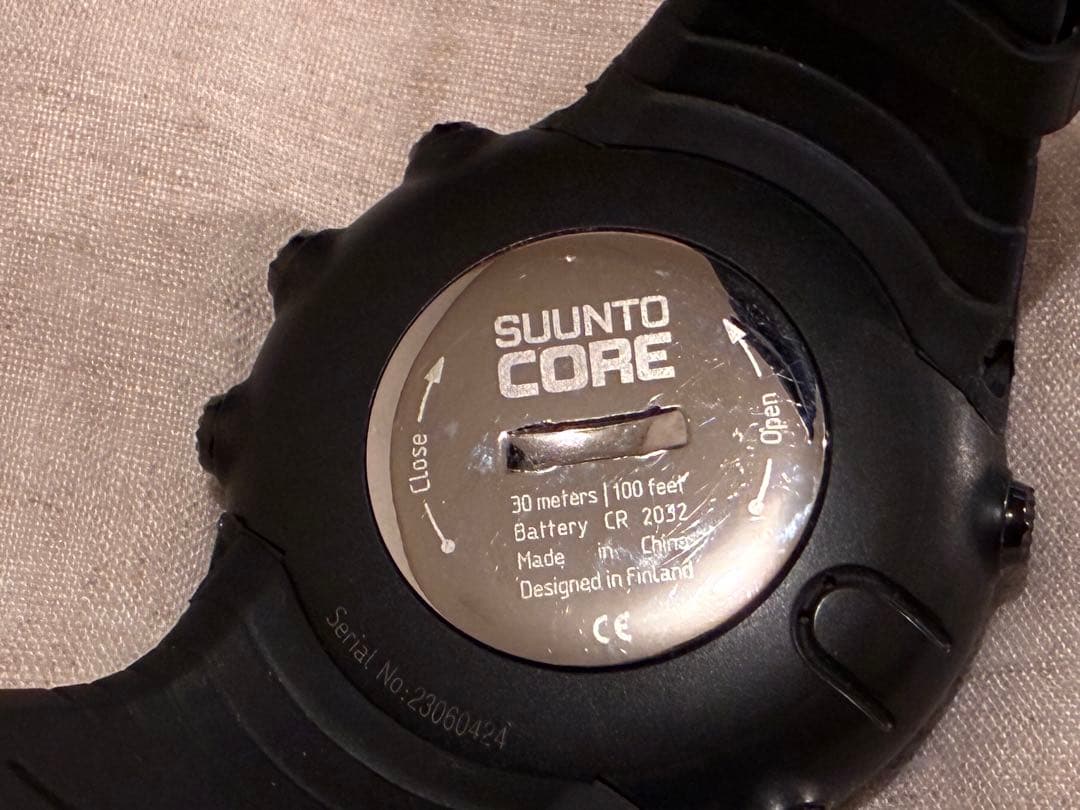 SUUNTO
CORE
Close
Open
30 meters | 100 feet
Battery CR 2032
Made in China
Designed in Finland
CE
Serial No:23060424